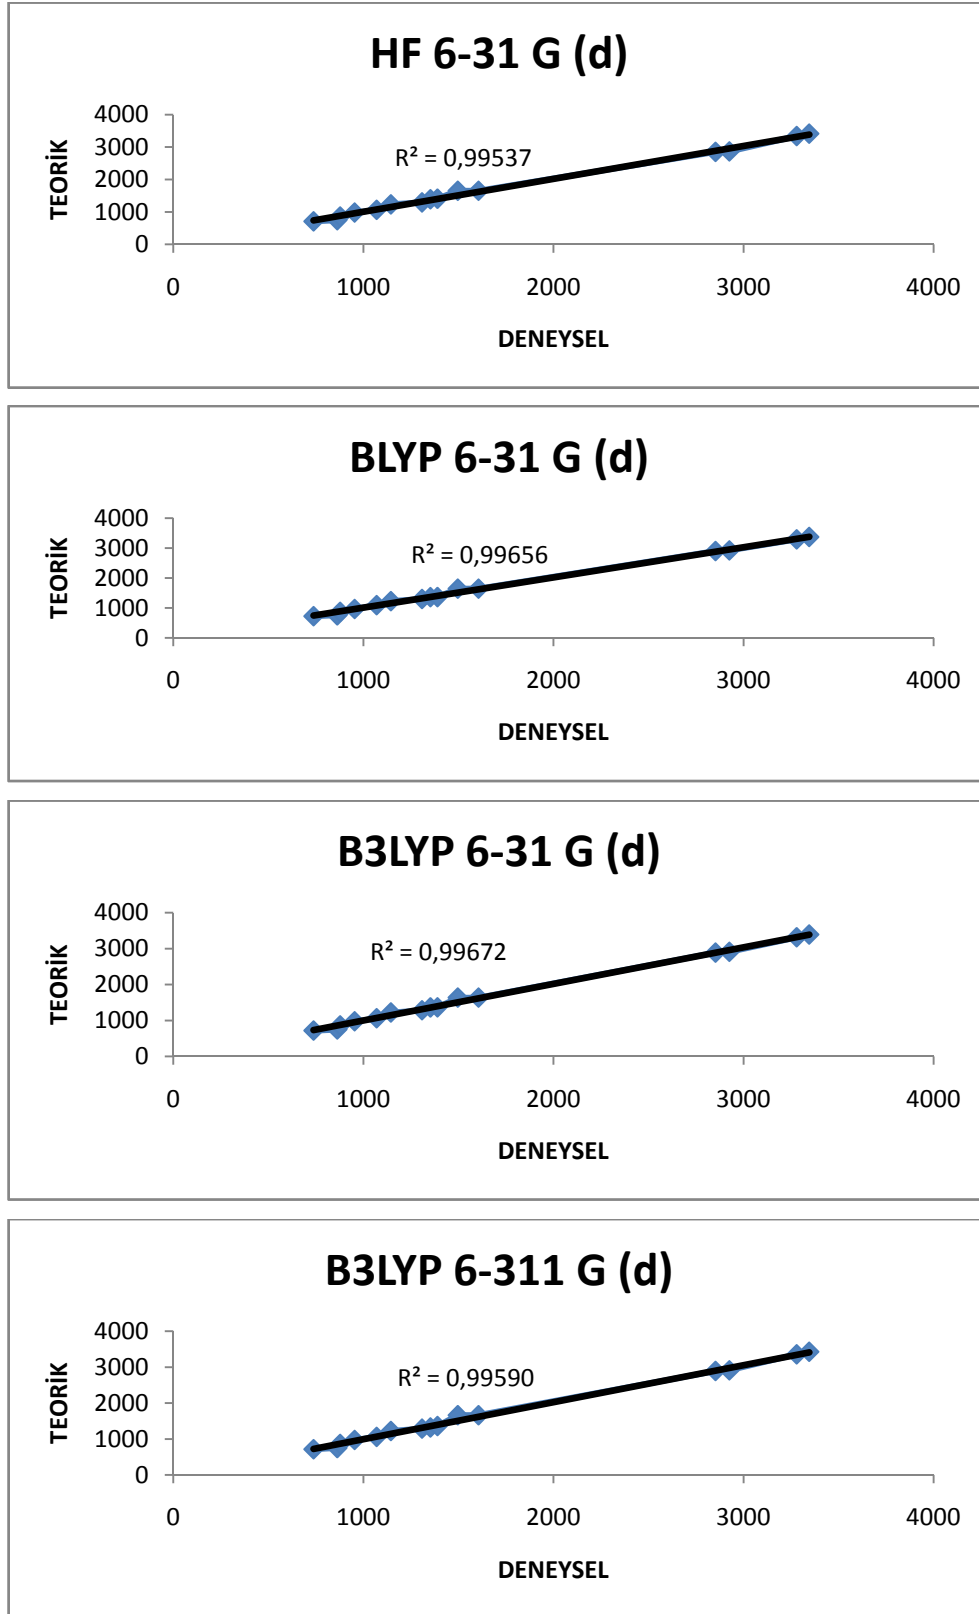 HF 6-31 G (d)
4000
3000
2000
1000
0
TEORİK
R² = 0,99537
0 1000 2000 3000 4000
DENEYSEL
BLYP 6-31 G (d)
4000
3000
2000
1000
0
TEORİK
R² = 0,99656
0 1000 2000 3000 4000
DENEYSEL
B3LYP 6-31 G (d)
4000
3000
2000
1000
0
TEORİK
R² = 0,99672
0 1000 2000 3000 4000
DENEYSEL
B3LYP 6-311 G (d)
4000
3000
2000
1000
0
TEORİK
R² = 0,99590
0 1000 2000 3000 4000
DENEYSEL